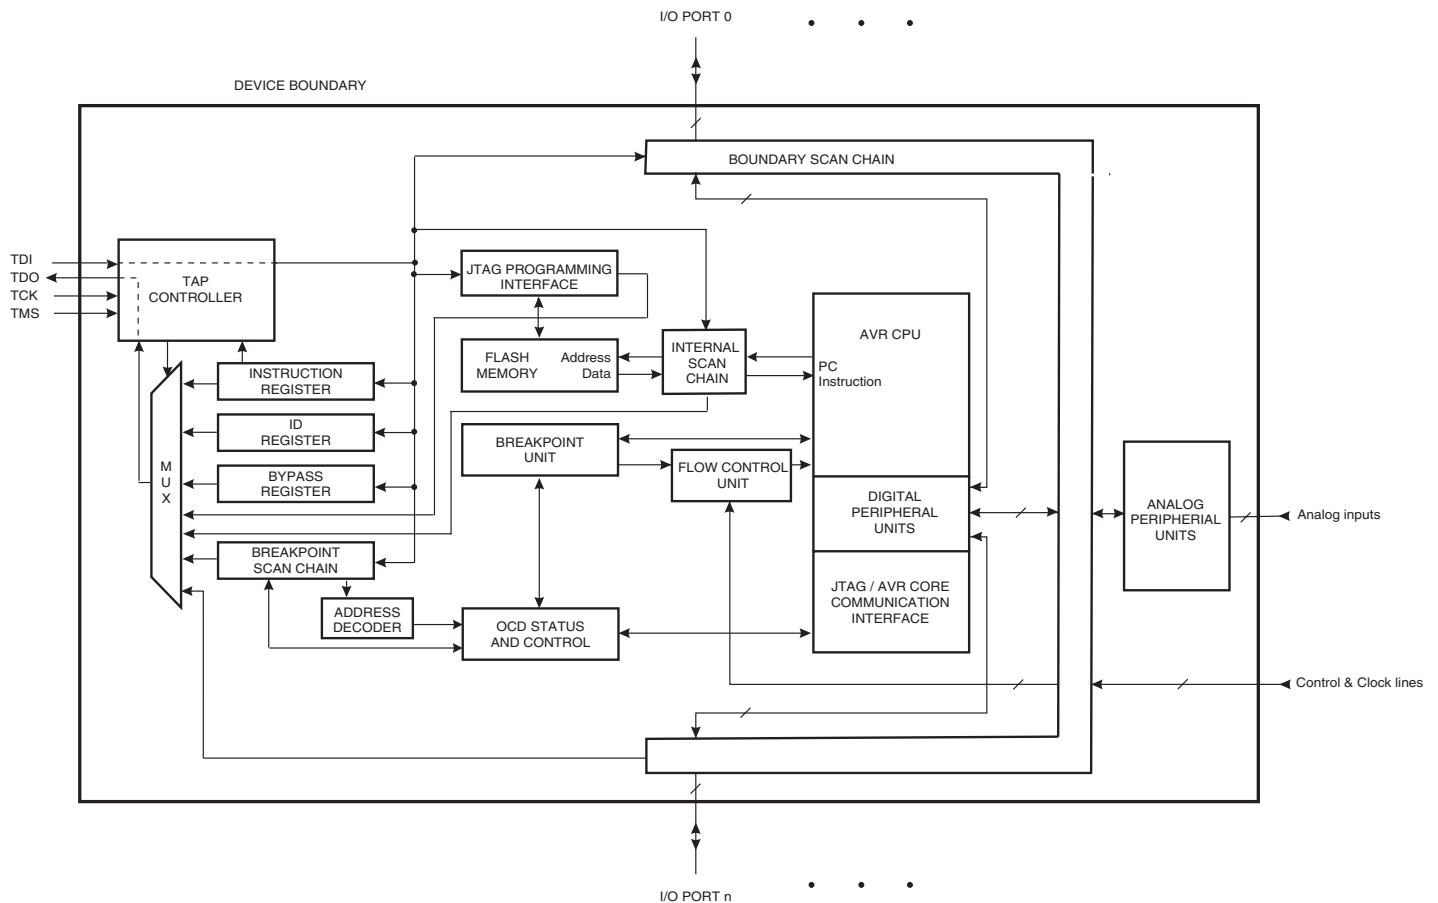 I/O PORT 0
DEVICE BOUNDARY
BOUNDARY SCAN CHAIN
TDI
TDO
TCK
TMS
TAP
CONTROLLER
JTAG PROGRAMMING
INTERFACE
AVR CPU
FLASH
MEMORY
Address
Data
INTERNAL
SCAN
CHAIN
PC
Instruction
INSTRUCTION
REGISTER
ID
REGISTER
BYPASS
REGISTER
M
U
X
BREAKPOINT
UNIT
FLOW CONTROL
UNIT
DIGITAL
PERIPHERAL
UNITS
ANALOG
PERIPHERIAL
UNITS
Analog inputs
BREAKPOINT
SCAN CHAIN
ADDRESS
DECODER
OCD STATUS
AND CONTROL
JTAG / AVR CORE
COMMUNICATION
INTERFACE
Control & Clock lines
I/O PORT n